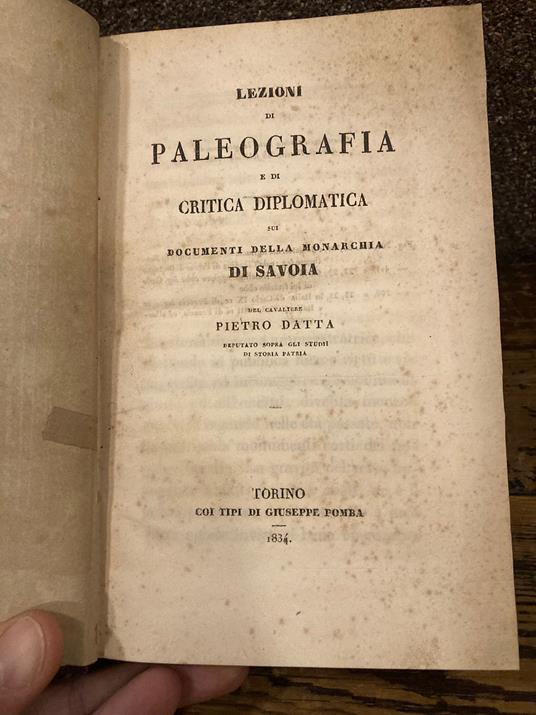 LEZIONI
DI
PALEOGRAFIA
E DI
CRITICA DIPLOMATICA
SUI
DOCUMENTI DELLA MONARCHIA
DI SAVOIA
DEL CAVALIERE
PIETRO DATTA
DEPUTATO SOPRA GLI STUDII
DI STORIA PATRIA
TORINO
COI TIPI DI GIUSEPPE POMBA
1834.